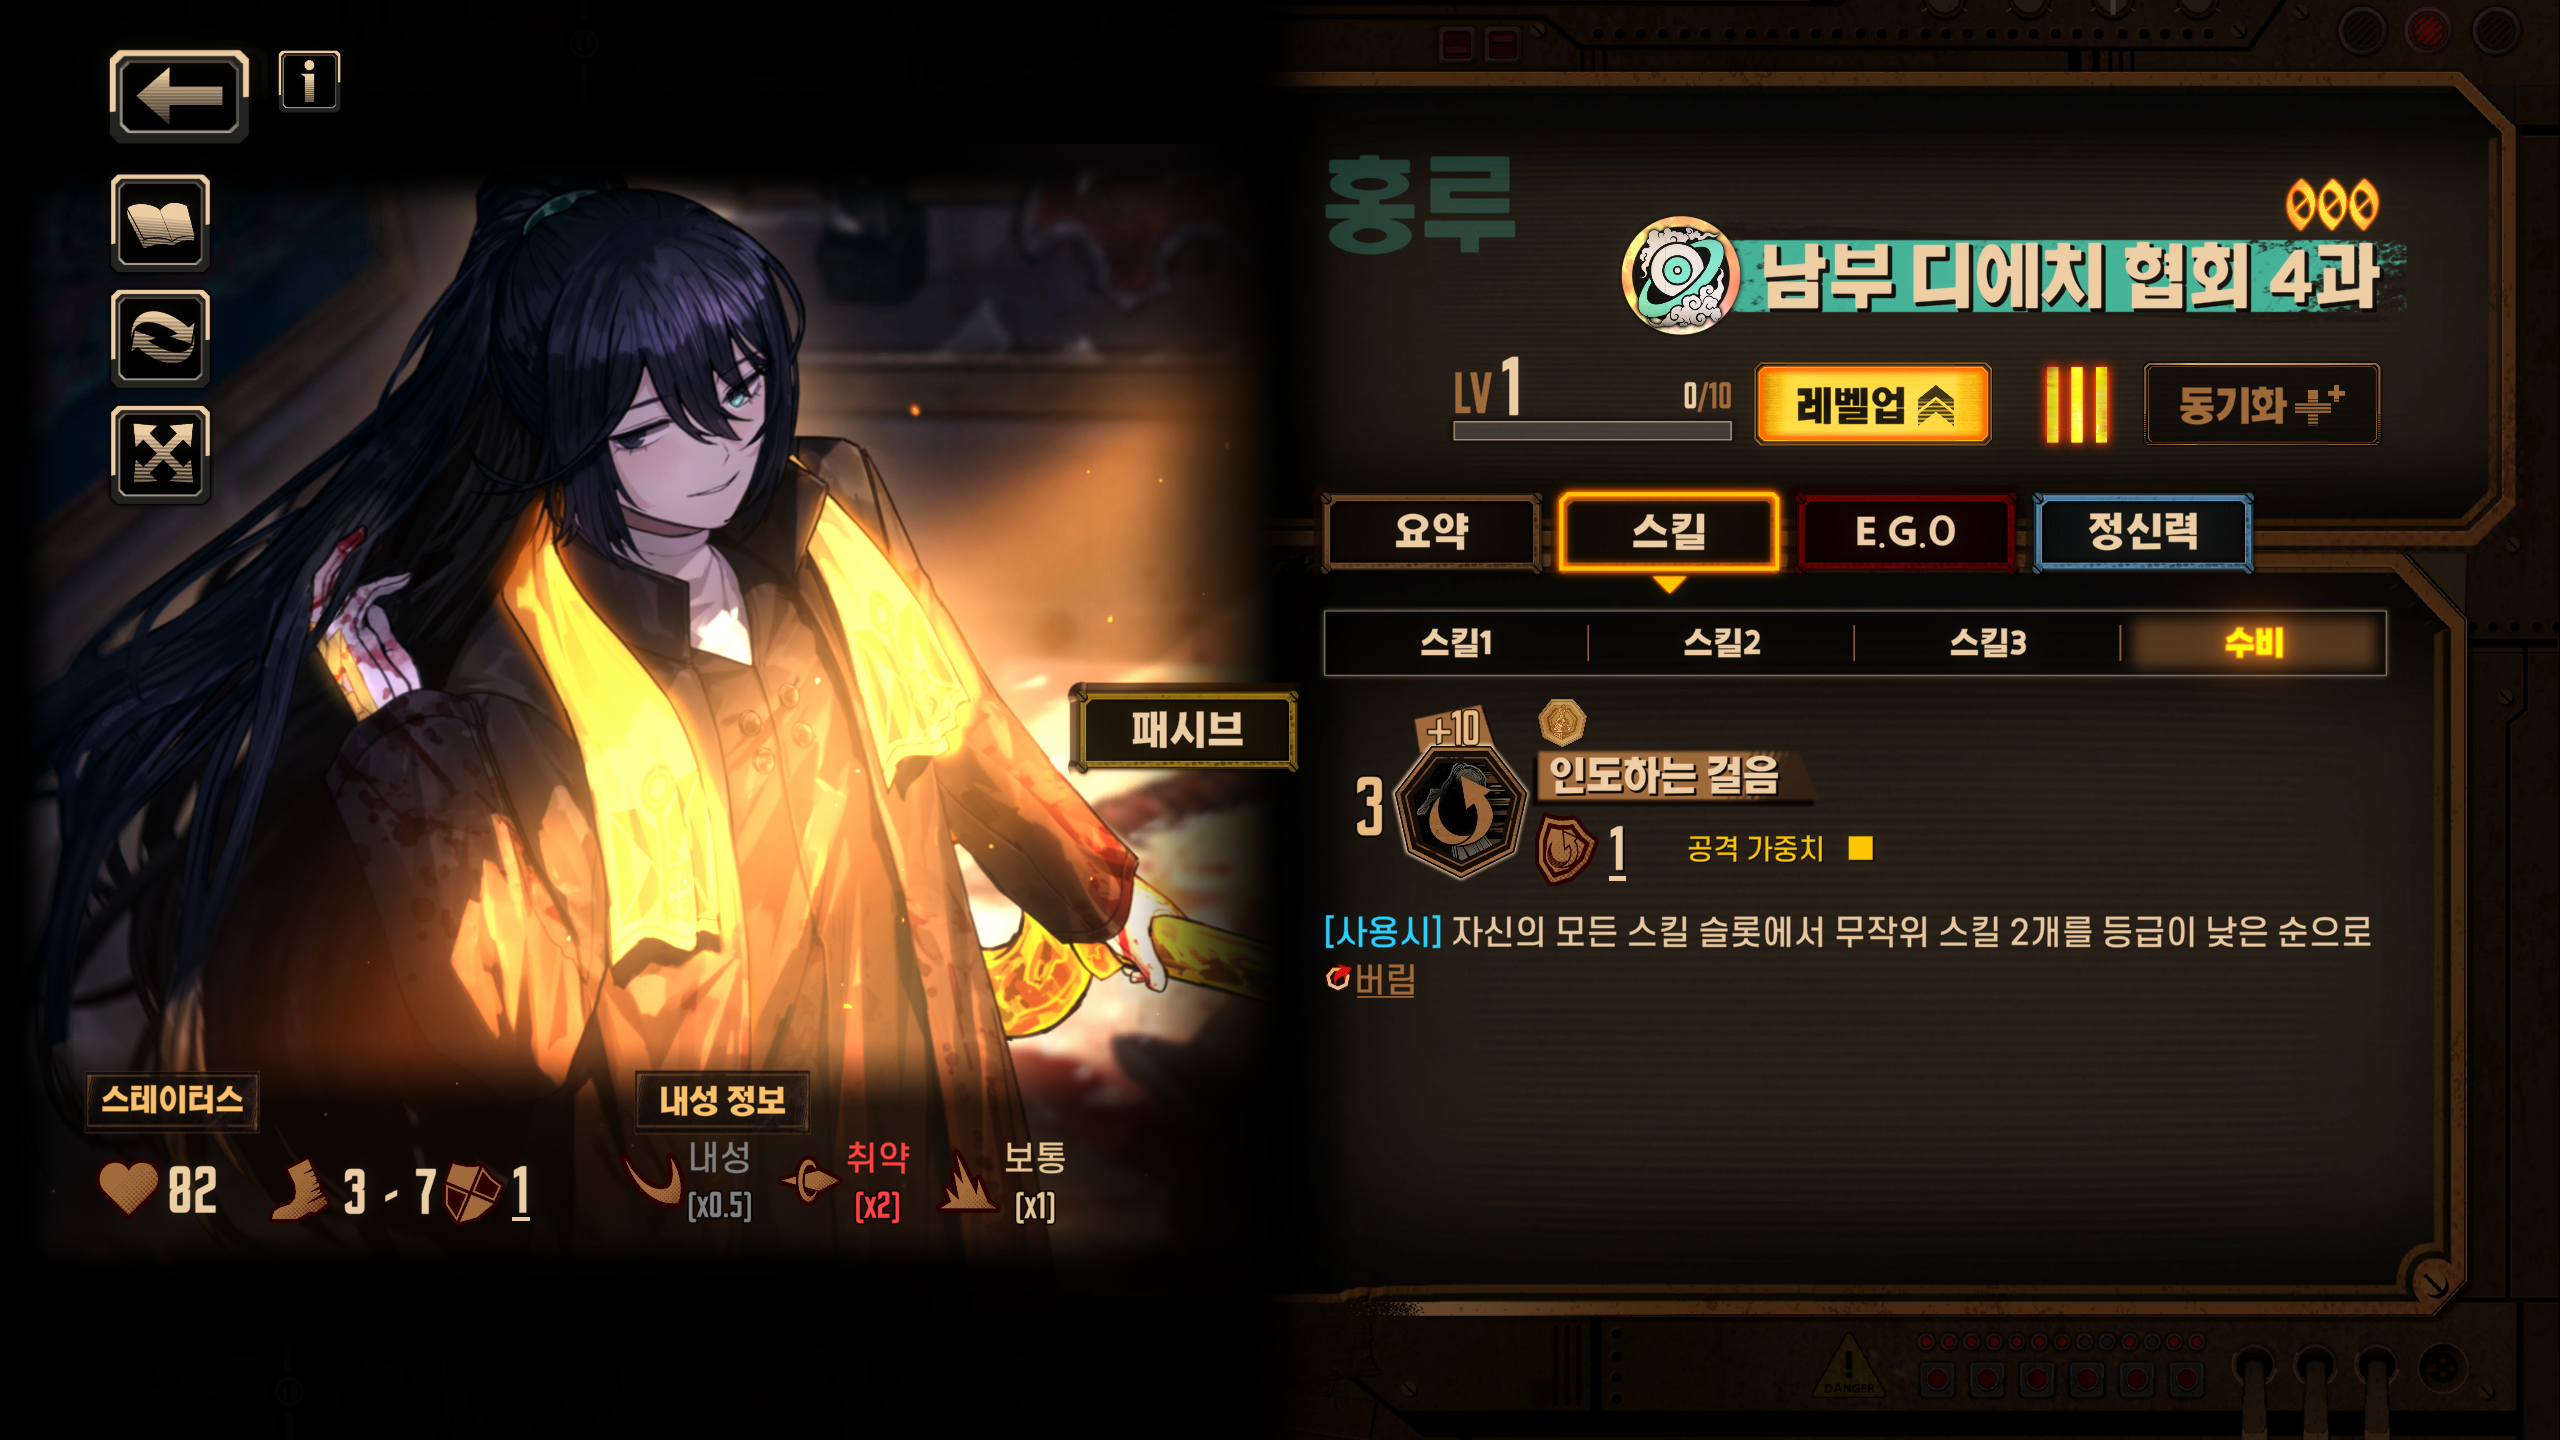 홍루
남부 디에치 협회 4과
LV 1
0/10
레벨업
동기화
요약
스킬
E.G.O
정신력
스킬1
스킬2
스킬3
수비
패시브
+10
3
인도하는 걸음
1
공격 가중치
[사용시] 자신의 모든 스킬 슬롯에서 무작위 스킬 2개를 등급이 낮은 순으로
버림
스테이터스
82
3 - 7
1
내성 정보
내성
[x0.5]
취약
[x2]
보통
[x1]
DANGER